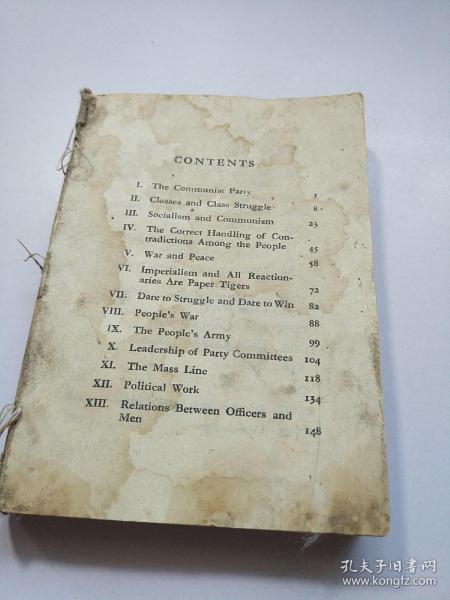 CONTENTS
I. The Communist Party 1
II. Classes and Class Struggle 8
III. Socialism and Communism 23
IV. The Correct Handling of Con-
tradictions Among the People 45
V. War and Peace 58
VI. Imperialism and All Reaction-
aries Are Paper Tigers 72
VII. Dare to Struggle and Dare to Win 82
VIII. People's War 88
IX. The People's Army 99
X. Leadership of Party Committees 104
XI. The Mass Line 118
XII. Political Work 134
XIII. Relations Between Officers and
Men 148
孔夫子旧书网
www.kongfz.com